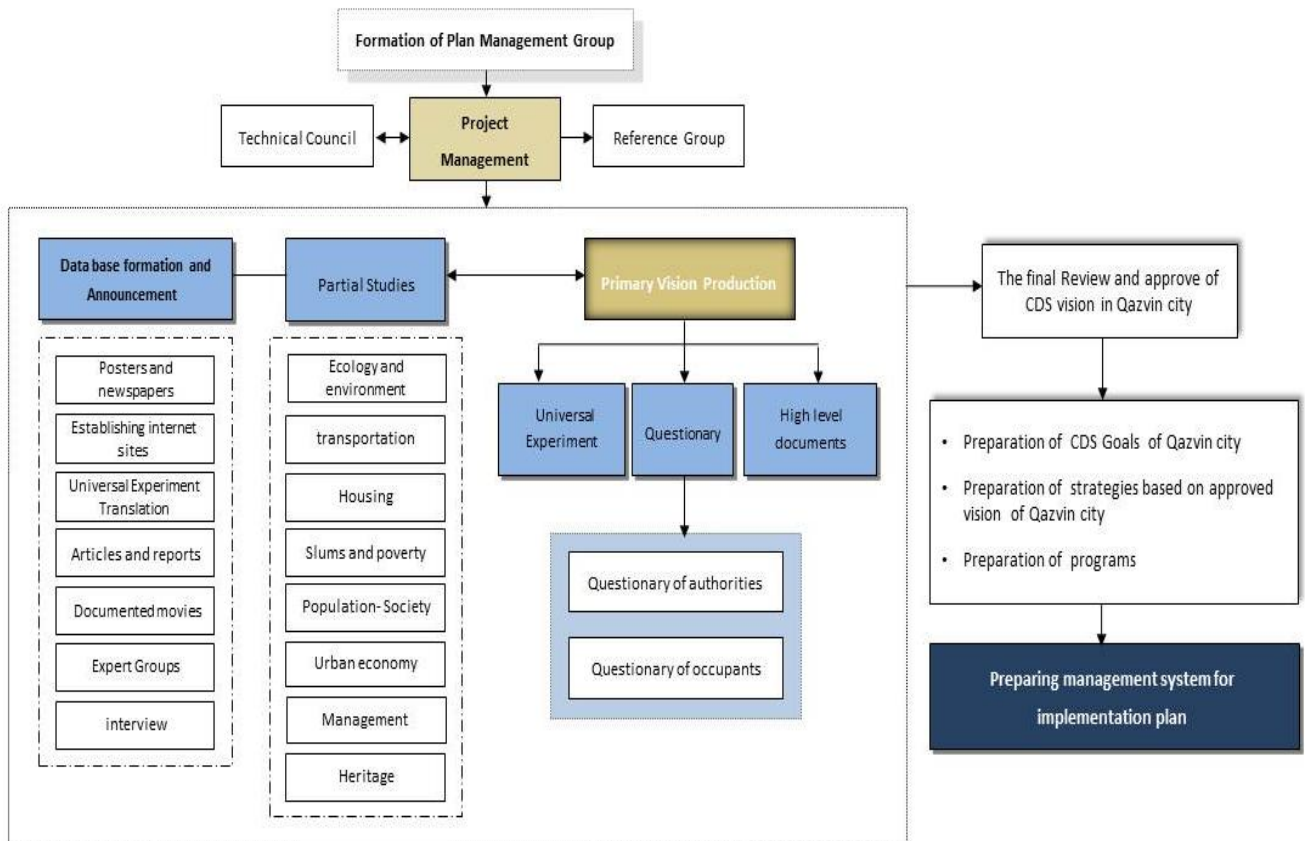 Formation of Plan Management Group
Technical Council
Project
Management
Reference Group
Data base formation and
Announcement
Partial Studies
Primary Vision Production
The final Review and approve of
CDS vision in Qazvin city
Posters and
newspapers
Establishing internet
sites
Universal Experiment
Translation
Articles and reports
Documented movies
Expert Groups
interview
Ecology and
environment
transportation
Housing
Slums and poverty
Population- Society
Urban economy
Management
Heritage
Universal
Experiment
Questionary
High level
documents
Questionary of authorities
Questionary of occupants
• Preparation of CDS Goals of Qazvin city
• Preparation of strategies based on approved
vision of Qazvin city
• Preparation of programs
Preparing management system for
implementation plan